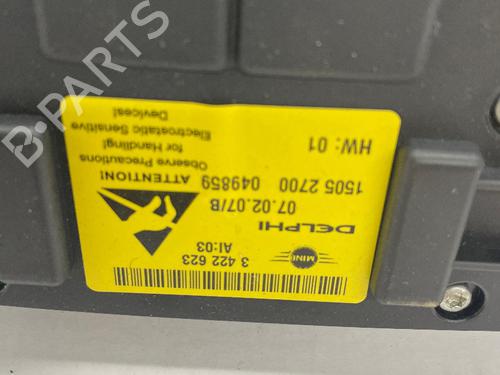 3 422 623
AI:03
MINI
DELPHI
07.02.07/B
1505 2700 049859
HW: 01
ATTENTION!
Observe Precautions
for Handling!
Electrostatic Sensitive
Devices!
B-PARTS